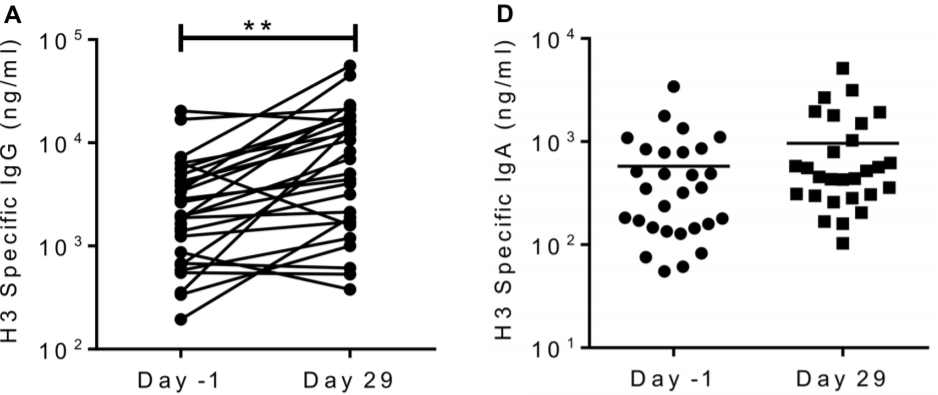 A
**
H3 Specific IgG (ng/ml)
10^5
10^4
10^3
10^2
Day -1
Day 29
D
H3 Specific IgA (ng/ml)
10^4
10^3
10^2
10^1
Day -1
Day 29